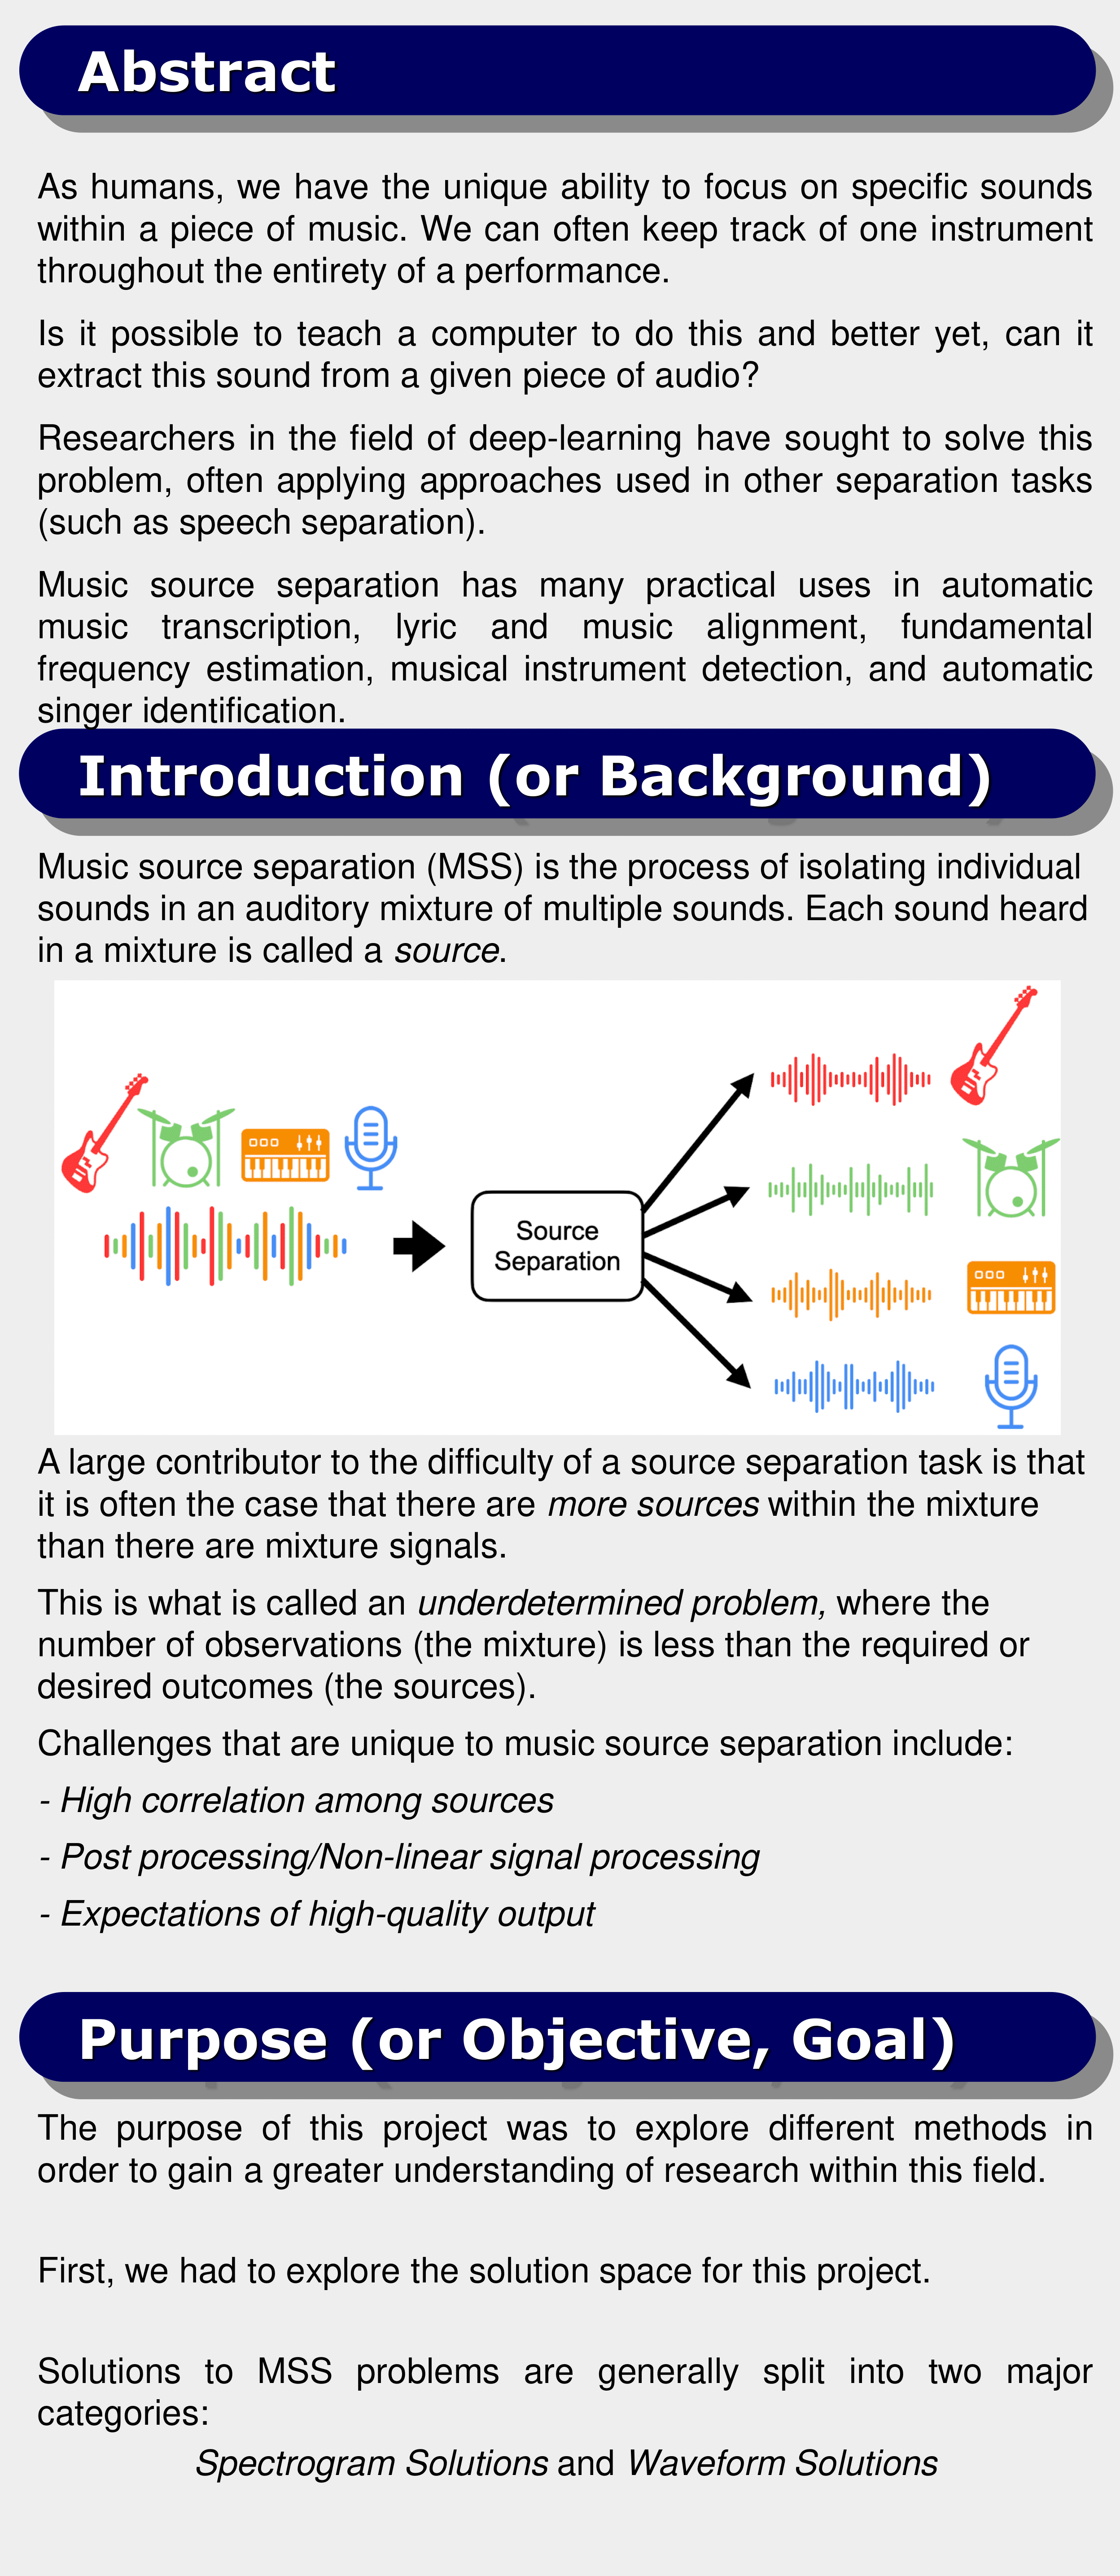 Abstract
As humans, we have the unique ability to focus on specific sounds
within a piece of music. We can often keep track of one instrument
throughout the entirety of a performance.
Is it possible to teach a computer to do this and better yet, can it
extract this sound from a given piece of audio?
Researchers in the field of deep-learning have sought to solve this
problem, often applying approaches used in other separation tasks
(such as speech separation).
Music source separation has many practical uses in automatic
music transcription, lyric and music alignment, fundamental
frequency estimation, musical instrument detection, and automatic
singer identification.
Introduction (or Background)
Music source separation (MSS) is the process of isolating individual
sounds in an auditory mixture of multiple sounds. Each sound heard
in a mixture is called a source.
Source
Separation
A large contributor to the difficulty of a source separation task is that
it is often the case that there are more sources within the mixture
than there are mixture signals.
This is what is called an underdetermined problem, where the
number of observations (the mixture) is less than the required or
desired outcomes (the sources).
Challenges that are unique to music source separation include:
- High correlation among sources
- Post processing/Non-linear signal processing
- Expectations of high-quality output
Purpose (or Objective, Goal)
The purpose of this project was to explore different methods in
order to gain a greater understanding of research within this field.
First, we had to explore the solution space for this project.
Solutions to MSS problems are generally split into two major
categories:
Spectrogram Solutions and Waveform Solutions